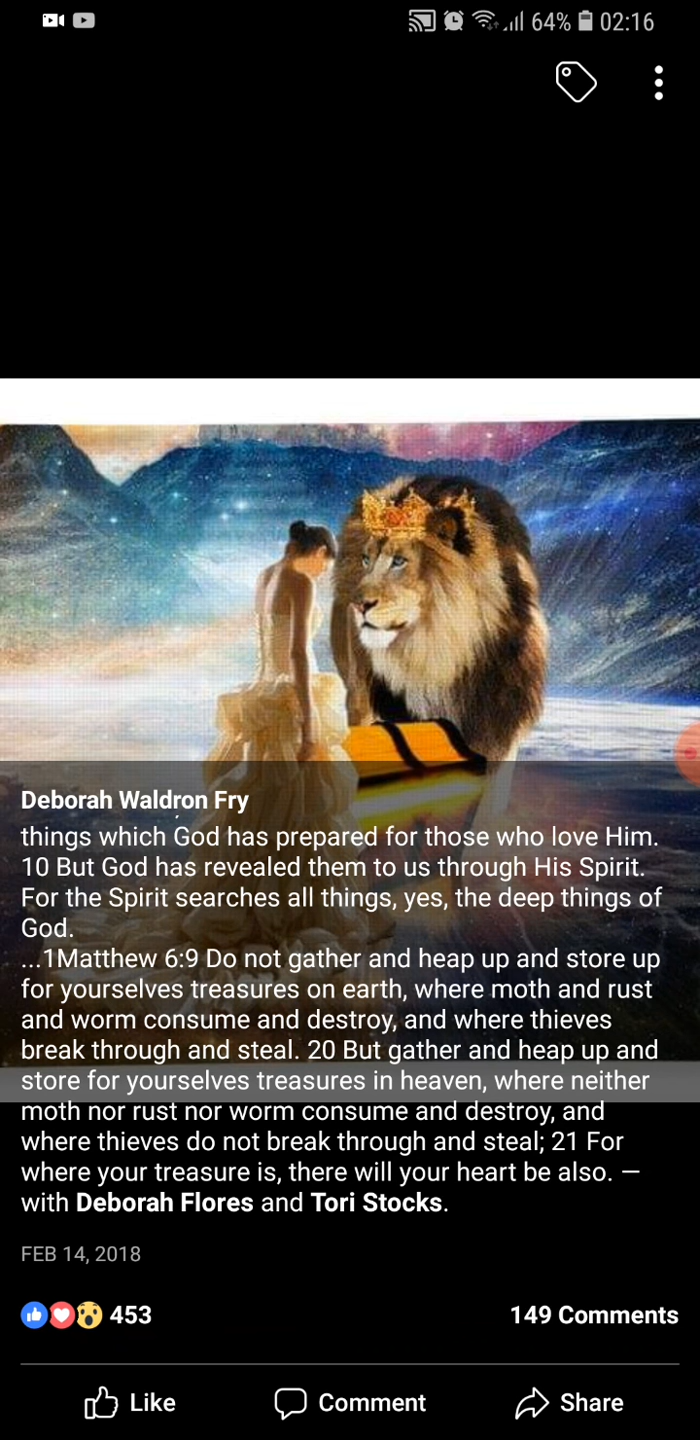 64% 02:16
Deborah Waldron Fry
things which God has prepared for those who love Him.
10 But God has revealed them to us through His Spirit.
For the Spirit searches all things, yes, the deep things of
God.
...1Matthew 6:9 Do not gather and heap up and store up
for yourselves treasures on earth, where moth and rust
and worm consume and destroy, and where thieves
break through and steal. 20 But gather and heap up and
store for yourselves treasures in heaven, where neither
moth nor rust nor worm consume and destroy, and
where thieves do not break through and steal; 21 For
where your treasure is, there will your heart be also. —
with Deborah Flores and Tori Stocks.
FEB 14, 2018
453 149 Comments
Like Comment Share